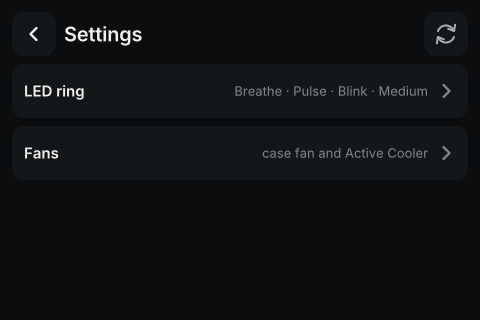 Settings
LED ring
Breathe · Pulse · Blink · Medium
Fans
case fan and Active Cooler